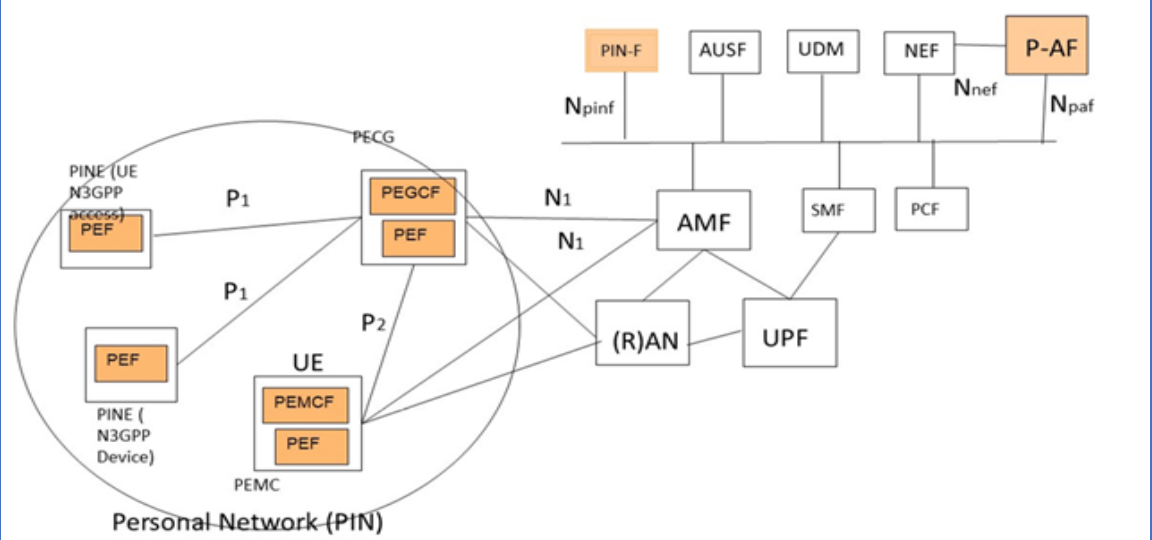 PIN-F
AUSF
UDM
NEF
P-AF
Nnef
Npinf
Npaf
PECG
PINE (UE
N3GPP
access)
PEF
P1
PEGCF
PEF
N1
N1
AMF
SMF
PCF
P1
P2
(R)AN
UPF
PEF
UE
PEMCF
PEF
PINE (
N3GPP
Device)
PEMC
Personal Network (PIN)